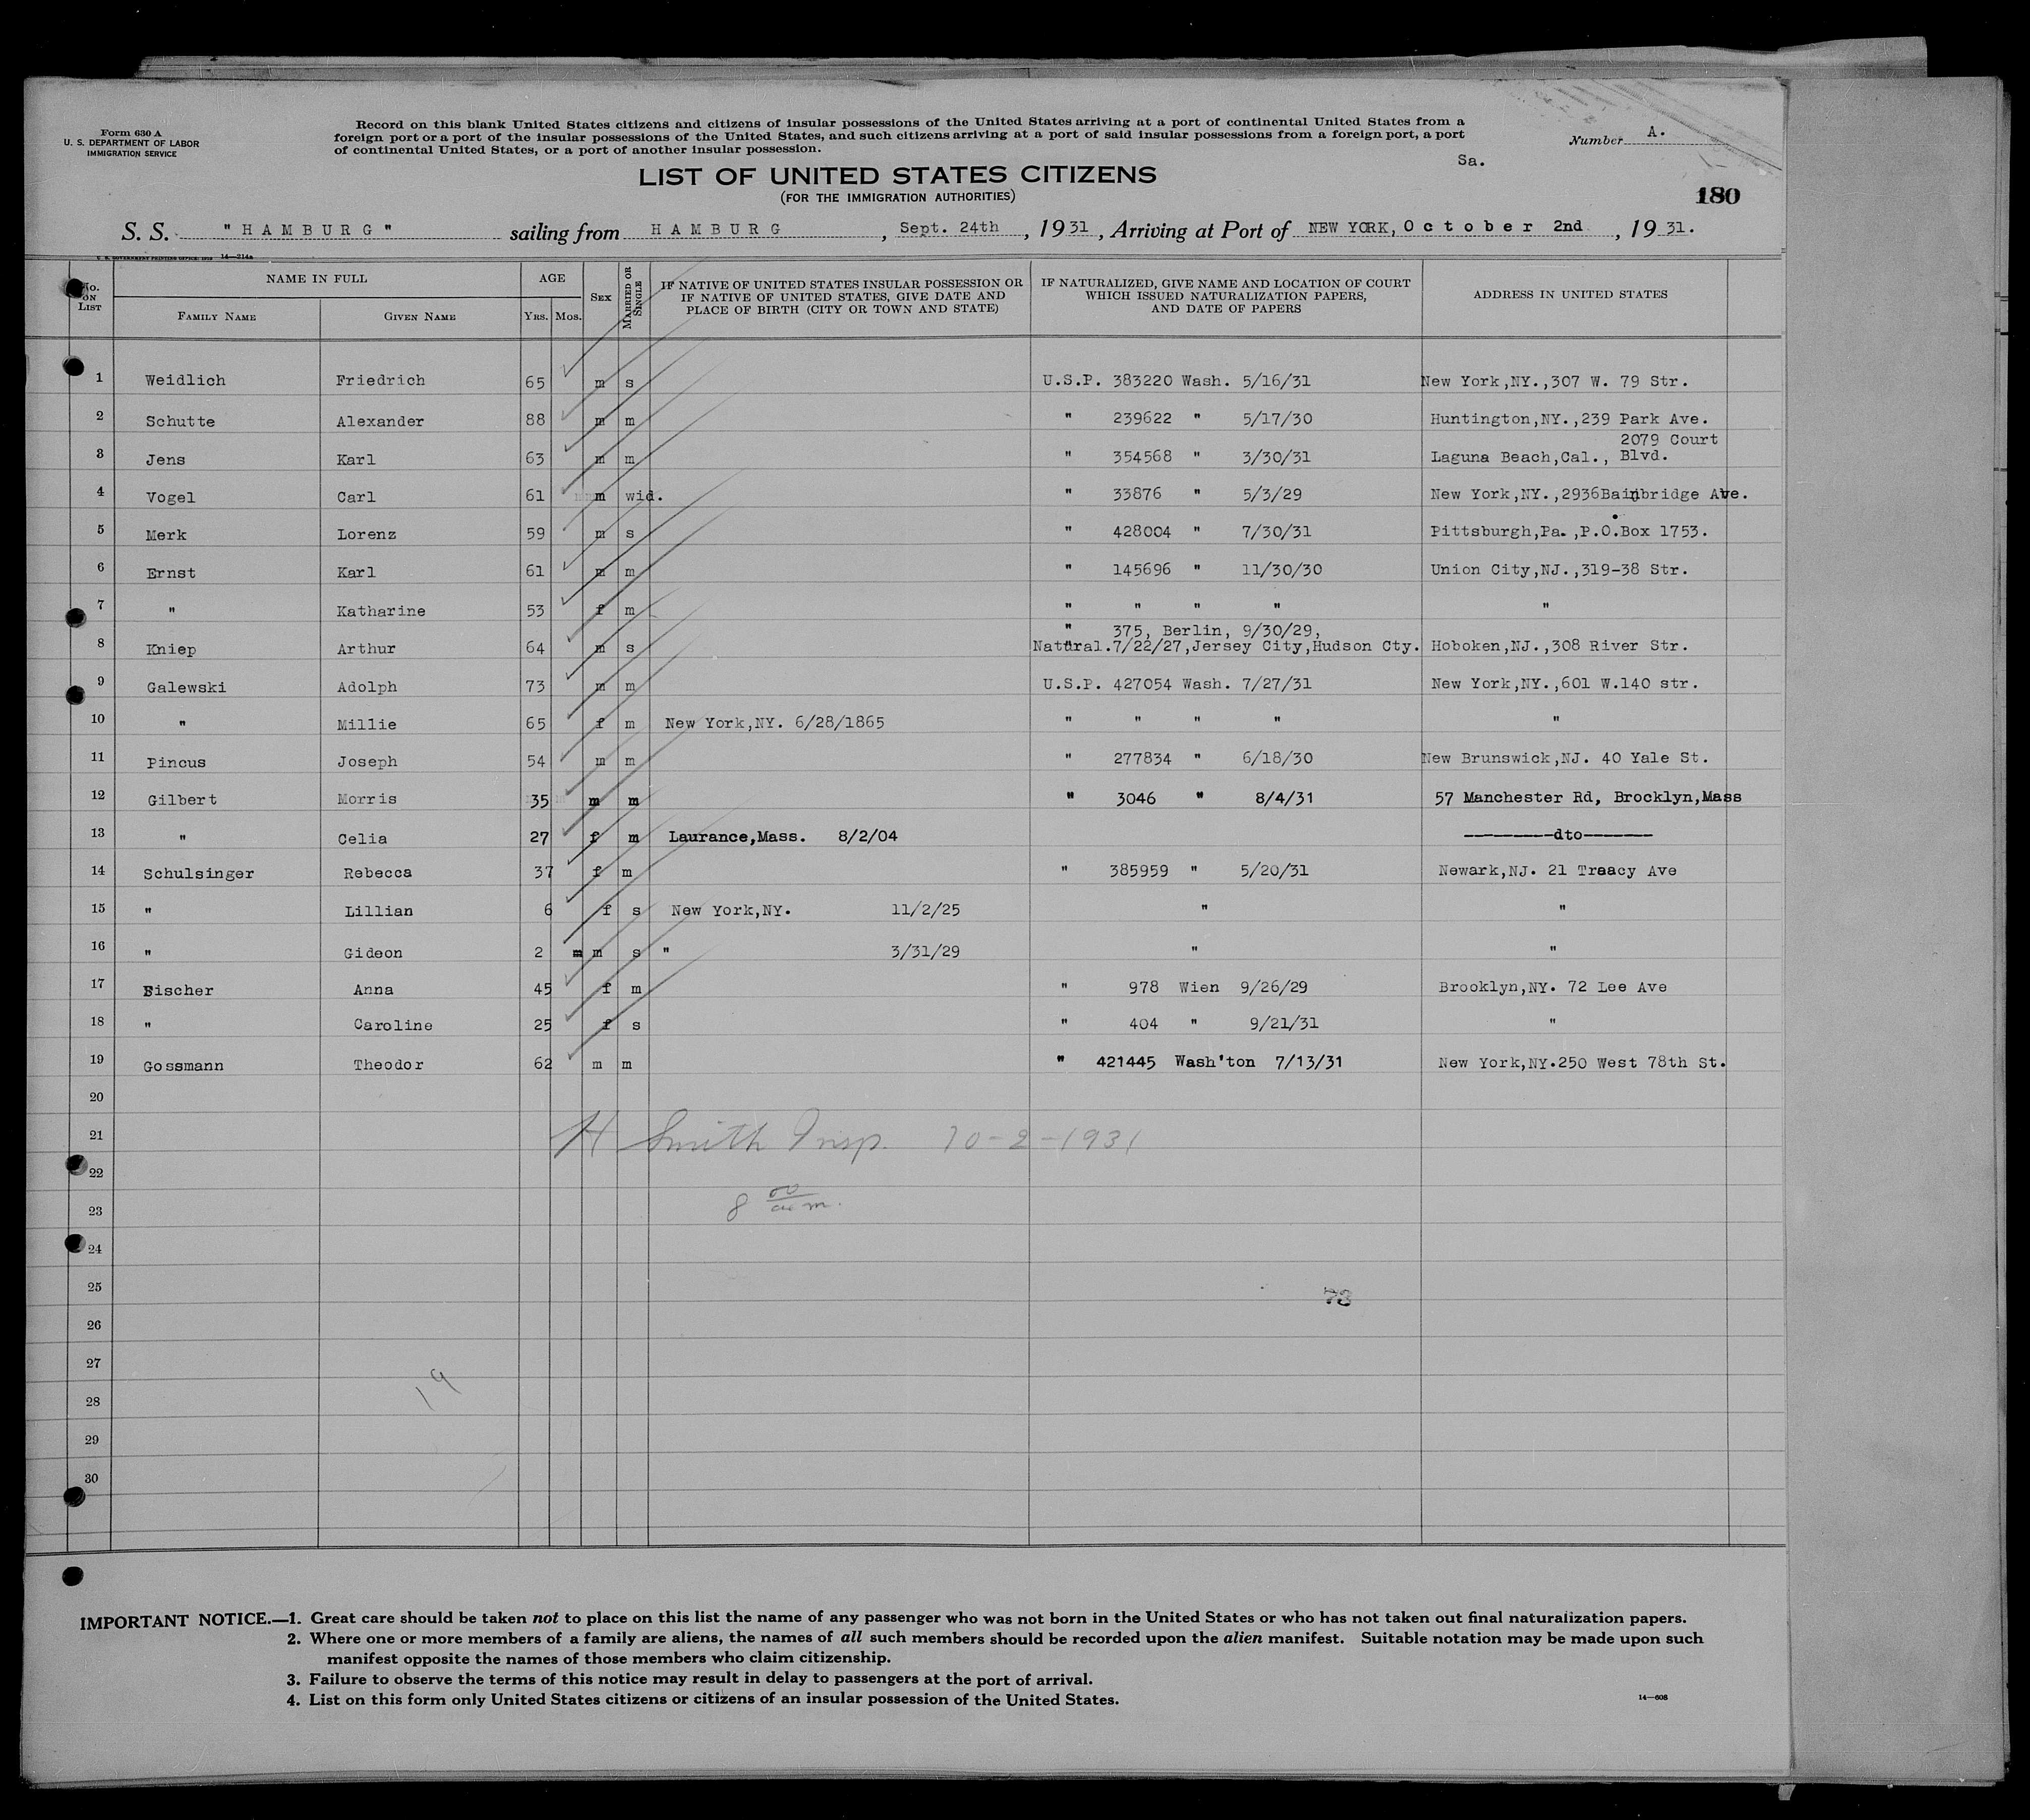 Form 630 A
U. S. DEPARTMENT OF LABOR
IMMIGRATION SERVICE
Record on this blank United States citizens and citizens of insular possessions of the United States arriving at a port of continental United States from a
foreign port or a port of the insular possessions of the United States, and such citizens arriving at a port of said insular possessions from a foreign port, a port
of continental United States, or a port of another insular possession.
Number A.
Sa.
LIST OF UNITED STATES CITIZENS
(FOR THE IMMIGRATION AUTHORITIES)
180
S. S. "HAMBURG" sailing from HAMBURG, Sept. 24th, 1931, Arriving at Port of NEW YORK, October 2nd, 1931.
U. S. GOVERNMENT PRINTING OFFICE: 14—214a
No. ON LIST
NAME IN FULL
FAMILY NAME GIVEN NAME
AGE
YRS. MOS.
SEX
MARRIED OR SINGLE
IF NATIVE OF UNITED STATES INSULAR POSSESSION OR
IF NATIVE OF UNITED STATES, GIVE DATE AND
PLACE OF BIRTH (CITY OR TOWN AND STATE)
IF NATURALIZED, GIVE NAME AND LOCATION OF COURT
WHICH ISSUED NATURALIZATION PAPERS,
AND DATE OF PAPERS
ADDRESS IN UNITED STATES
1 Weidlich Friedrich 65 m s U.S.P. 383220 Wash. 5/16/31 New York,NY.,307 W. 79 Str.
2 Schutte Alexander 88 m m " 239622 " 5/17/30 Huntington,NY.,239 Park Ave.
2079 Court
3 Jens Karl 63 m m " 354568 " 3/30/31 Laguna Beach,Cal., Blvd.
4 Vogel Carl 61 m wid. " 33876 " 5/3/29 New York,NY.,2936Bainbridge Ave.
5 Merk Lorenz 59 m s " 428004 " 7/30/31 Pittsburgh,Pa.,P.O.Box 1753.
6 Ernst Karl 61 m m " 145696 " 11/30/30 Union City,NJ.,319-38 Str.
7 " Katharine 53 f m " " " " "
" 375, Berlin, 9/30/29,
8 Kniep Arthur 64 m s Natural.7/22/27,Jersey City,Hudson Cty. Hoboken,NJ.,308 River Str.
9 Galewski Adolph 73 m m U.S.P. 427054 Wash. 7/27/31 New York,NY.,601 W.140 str.
10 " Millie 65 f m New York,NY. 6/28/1865 " " " " "
11 Pincus Joseph 54 m m " 277834 " 6/18/30 New Brunswick,NJ. 40 Yale St.
12 Gilbert Morris 35 m m " 3046 " 8/4/31 57 Manchester Rd, Brocklyn,Mass
13 " Celia 27 f m Laurance,Mass. 8/2/04 ---------dto-------
14 Schulsinger Rebecca 37 f m " 385959 " 5/20/31 Newark,NJ. 21 Traacy Ave
15 " Lillian 6 f s New York,NY. 11/2/25 " "
16 " Gideon 2 m m s " 3/31/29 " "
17 Fischer Anna 45 f m " 978 Wien 9/26/29 Brooklyn,NY. 72 Lee Ave
18 " Caroline 25 f s " 404 " 9/21/31 "
19 Gossmann Theodor 62 m m " 421445 Wash'ton 7/13/31 New York,NY.250 West 78th St.
20
21 H Smith Insp. 10-2-1931
22
23 8 00 am.
24
25 73
26
27
19
28
29
30
IMPORTANT NOTICE.—1. Great care should be taken not to place on this list the name of any passenger who was not born in the United States or who has not taken out final naturalization papers.
2. Where one or more members of a family are aliens, the names of all such members should be recorded upon the alien manifest. Suitable notation may be made upon such
manifest opposite the names of those members who claim citizenship.
3. Failure to observe the terms of this notice may result in delay to passengers at the port of arrival.
4. List on this form only United States citizens or citizens of an insular possession of the United States.
14—608